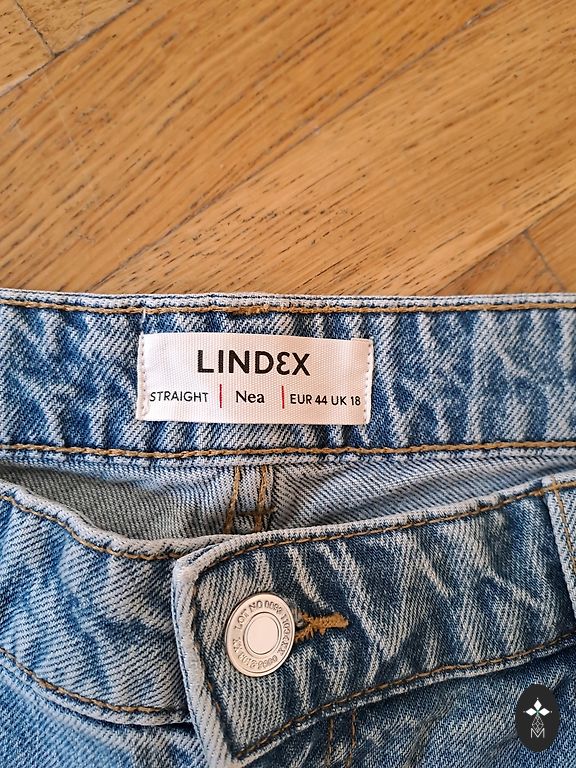 LINDEX
STRAIGHT | Nea | EUR 44 UK 18